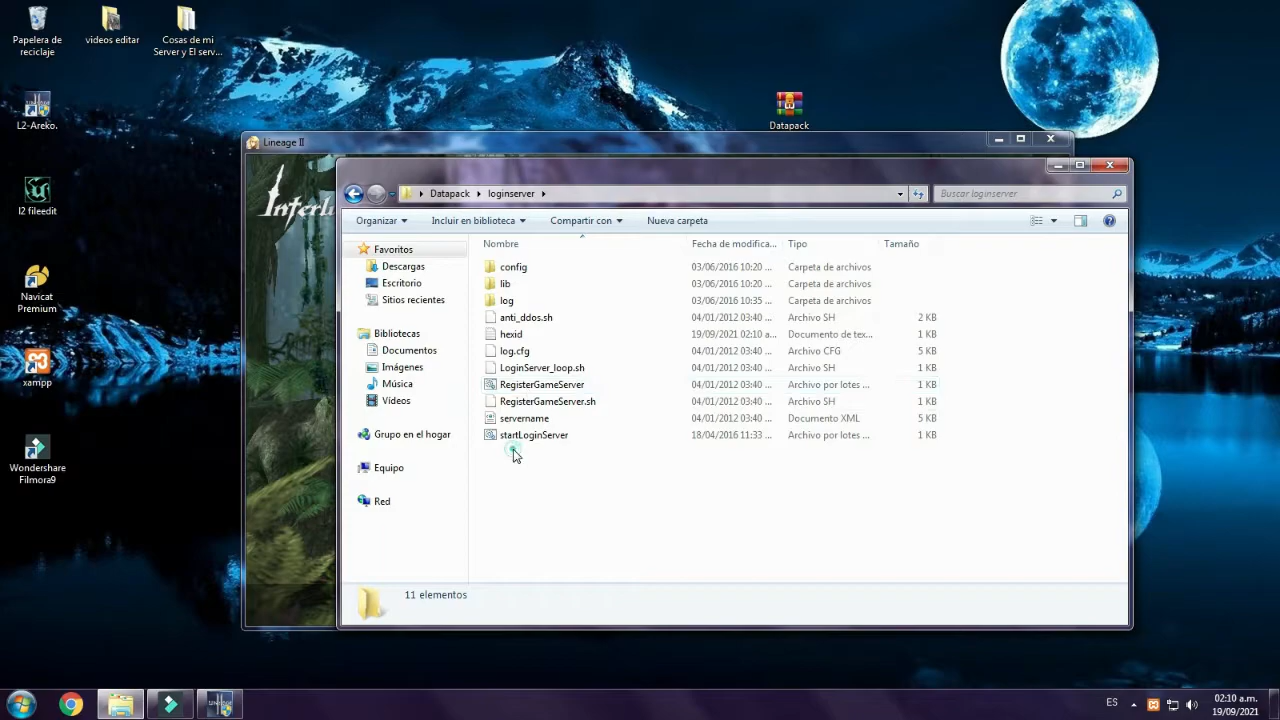 Papelera de
reciclaje
videos editar
Cosas de mi
Server y El serv...
L2-Areko.
l2 fileedit
Navicat
Premium
xampp
Wondershare
Filmora9
Datapack
Lineage II
Datapack
loginserver
Buscar loginserver
Organizar
Incluir en biblioteca
Compartir con
Nueva carpeta
Favoritos
Descargas
Escritorio
Sitios recientes
Bibliotecas
Documentos
Imágenes
Música
Vídeos
Grupo en el hogar
Equipo
Red
Nombre Fecha de modifica... Tipo Tamaño
config 03/06/2016 10:20 ... Carpeta de archivos
lib 03/06/2016 10:20 ... Carpeta de archivos
log 03/06/2016 10:35 ... Carpeta de archivos
anti_ddos.sh 04/01/2012 03:40 ... Archivo SH 2 KB
hexid 19/09/2021 02:10 a... Documento de tex... 1 KB
log.cfg 04/01/2012 03:40 ... Archivo CFG 5 KB
LoginServer_loop.sh 04/01/2012 03:40 ... Archivo SH 1 KB
RegisterGameServer 04/01/2012 03:40 ... Archivo por lotes ... 1 KB
RegisterGameServer.sh 04/01/2012 03:40 ... Archivo SH 1 KB
servername 04/01/2012 03:40 ... Documento XML 5 KB
startLoginServer 18/04/2016 11:33 ... Archivo por lotes ... 1 KB
11 elementos
ES
02:10 a.m.
19/09/2021